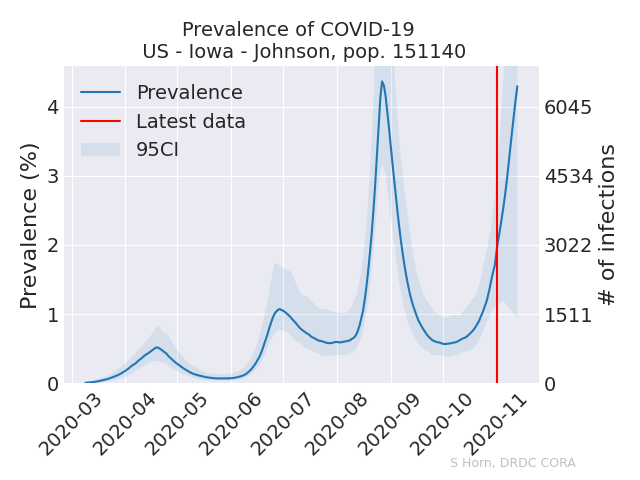 Prevalence of COVID-19
US - Iowa - Johnson, pop. 151140
Prevalence
Latest data
95CI
Prevalence (%)
4
3
2
1
0
6045
4534
3022
1511
0
# of infections
2020-03
2020-04
2020-05
2020-06
2020-07
2020-08
2020-09
2020-10
2020-11
S Horn, DRDC CORA